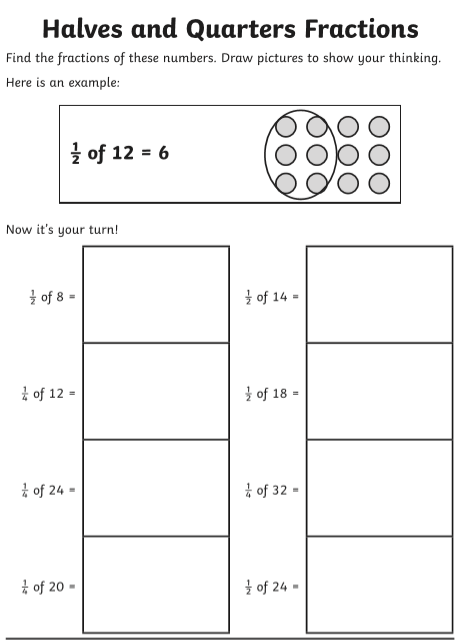 Halves and Quarters Fractions
Find the fractions of these numbers. Draw pictures to show your thinking.
Here is an example:
½ of 12 = 6
Now it's your turn!
½ of 8 =
½ of 14 =
¼ of 12 =
½ of 18 =
¼ of 24 =
¼ of 32 =
¼ of 20 =
½ of 24 =